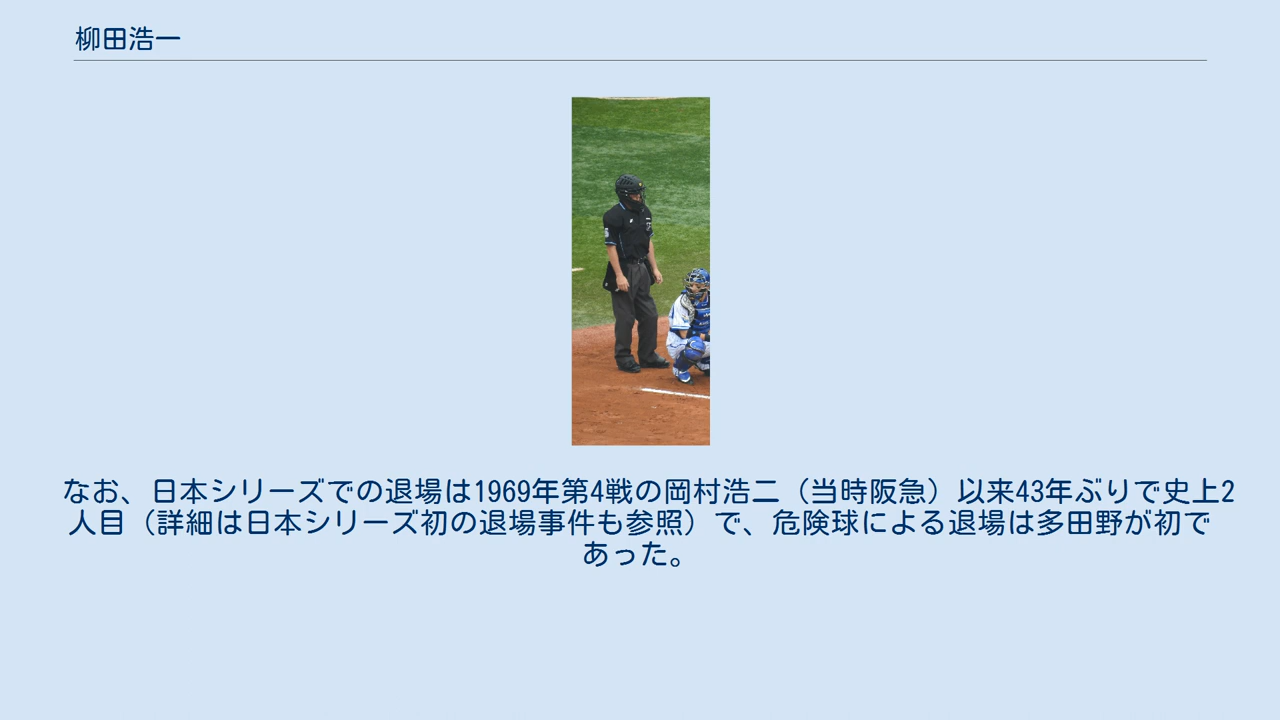 柳田浩一
なお、日本シリーズでの退場は1969年第4戦の岡村浩二（当時阪急）以来43年ぶりで史上2
人目（詳細は日本シリーズ初の退場事件も参照）で、危険球による退場は多田野が初で
あった。